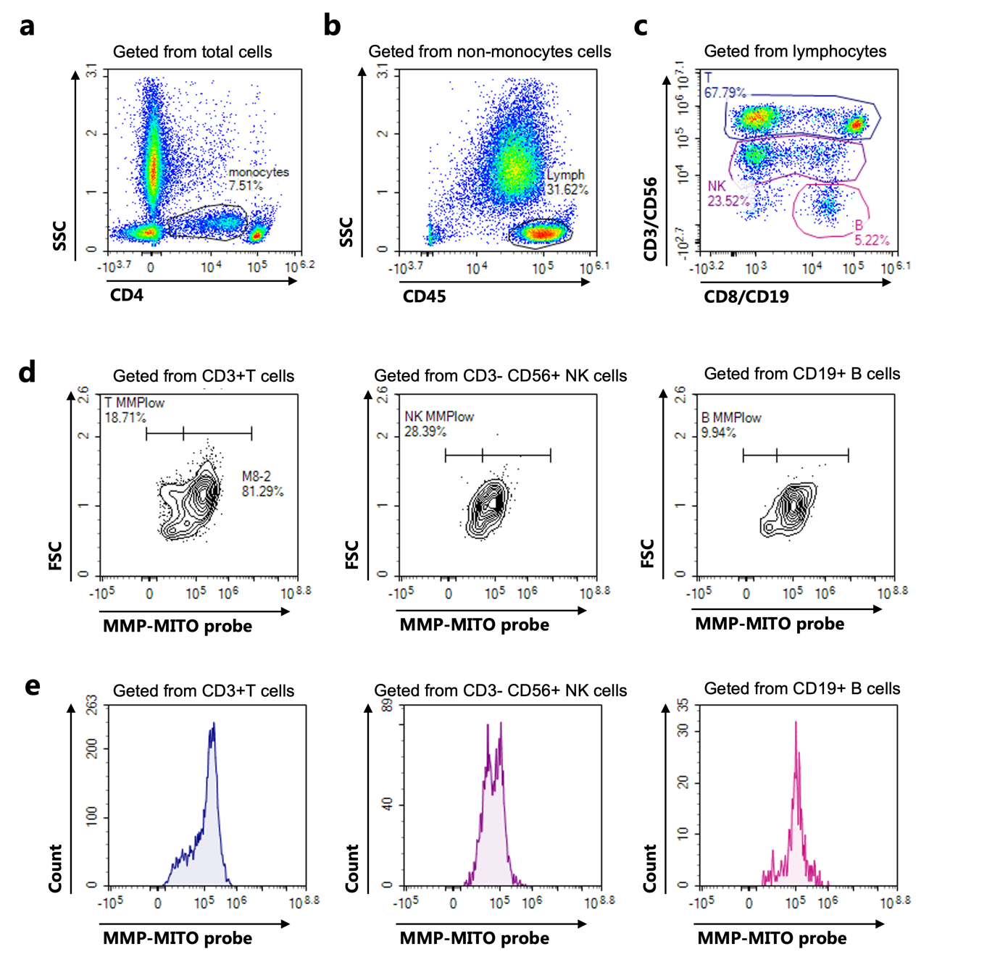 a
Geted from total cells
3.1
2
1
0
SSC
monocytes
7.51%
-10^3.7 0 10^4 10^5 10^6.2
CD4
b
Geted from non-monocytes cells
3.1
2
1
0
SSC
Lymph
31.62%
-10^3.7 10^4 10^5 10^6.1
CD45
c
Geted from lymphocytes
10^7.1
10^6
10^5
10^4
-10^2.7
CD3/CD56
T
67.79%
NK
23.52%
B
5.22%
-10^3.2 10^3 10^4 10^5 10^6.1
CD8/CD19
d
Geted from CD3+T cells
2.6
2
1
0
FSC
T MMPlow
18.71%
M8-2
81.29%
-10^5 0 10^5 10^6 10^8.8
MMP-MITO probe
Geted from CD3- CD56+ NK cells
2.6
2
1
0
FSC
NK MMPlow
28.39%
-10^5 0 10^5 10^6 10^8.8
MMP-MITO probe
Geted from CD19+ B cells
2.6
2
1
0
FSC
B MMPlow
9.94%
-10^5 0 10^5 10^6 10^8.8
MMP-MITO probe
e
Geted from CD3+T cells
263
200
100
0
Count
-10^5 0 10^5 10^6 10^8.8
MMP-MITO probe
Geted from CD3- CD56+ NK cells
89
40
0
Count
-10^5 0 10^5 10^6 10^8.8
MMP-MITO probe
Geted from CD19+ B cells
35
30
20
10
0
Count
-10^5 0 10^5 10^6 10^8.8
MMP-MITO probe